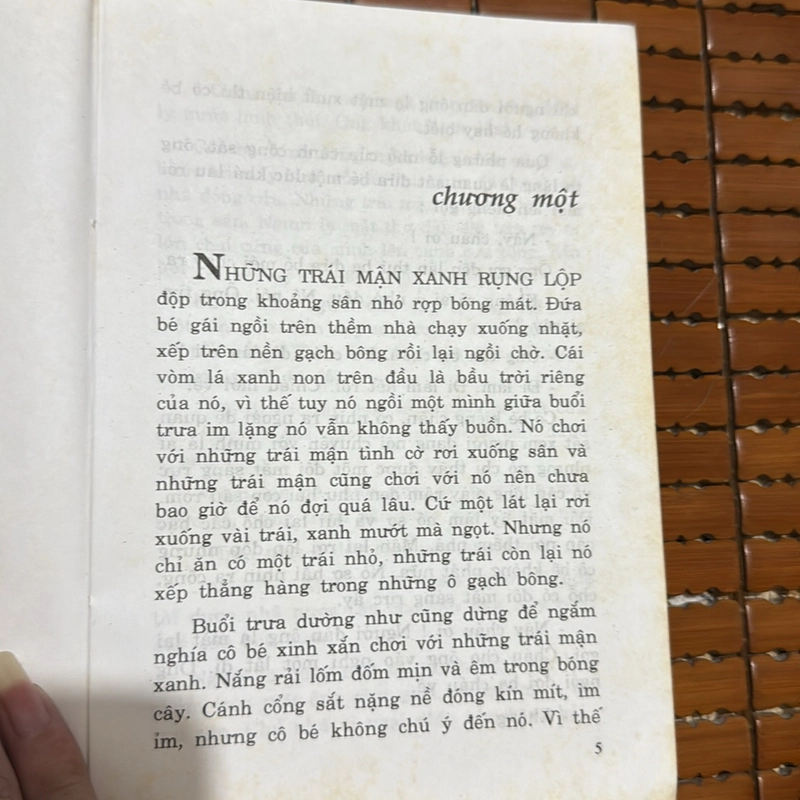 chương một
NHỮNG TRÁI MẬN XANH RỤNG LỘP
độp trong khoảng sân nhỏ rợp bóng mát. Đứa
bé gái ngồi trên thềm nhà chạy xuống nhặt,
xếp trên nền gạch bông rồi lại ngồi chờ. Cái
vòm lá xanh non trên đầu là bầu trời riêng
của nó, vì thế tuy nó ngồi một mình giữa buổi
trưa im lặng nó vẫn không thấy buồn. Nó chơi
với những trái mận tình cờ rơi xuống sân và
những trái mận cũng chơi với nó nên chưa
bao giờ để nó đợi quá lâu. Cứ một lát lại rơi
xuống vài trái, xanh mướt mà ngọt. Nhưng nó
chỉ ăn có một trái nhỏ, những trái còn lại nó
xếp thẳng hàng trong những ô gạch bông.
Buổi trưa dường như cũng dừng để ngắm
nghía cô bé xinh xắn chơi với những trái mận
xanh. Nắng rải lốm đốm mịn và êm trong bóng
cây. Cánh cổng sắt nặng nề đóng kín mít, im
ỉm, nhưng cô bé không chú ý đến nó. Vì thế
5